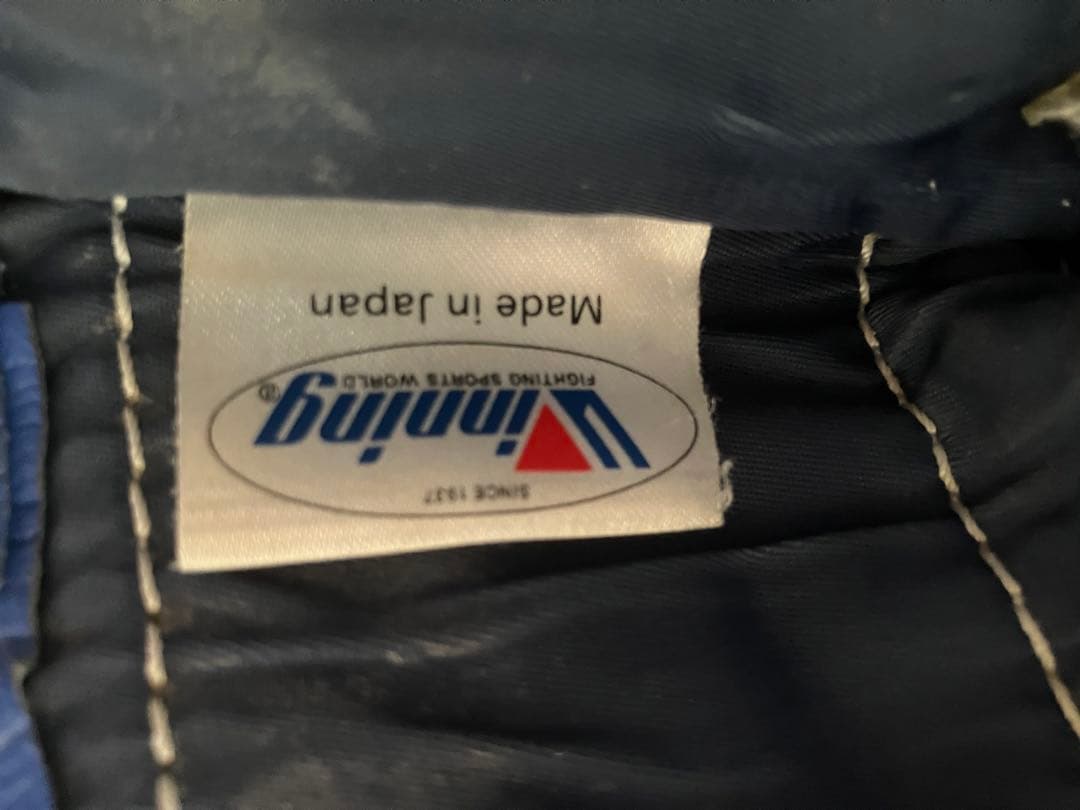 SINCE 1937
Winning®
FIGHTING SPORTS WORLD
Made in Japan